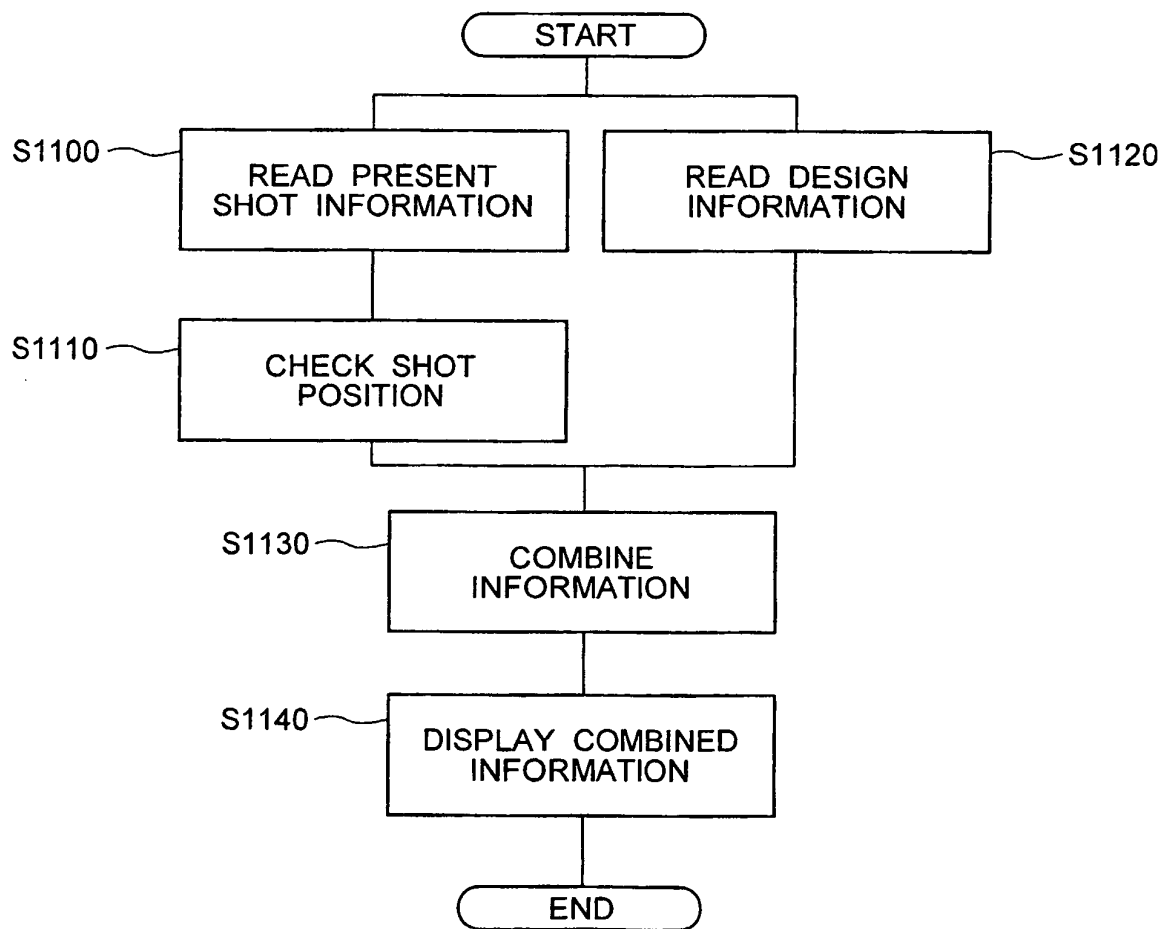 START
S1100
READ PRESENT
SHOT INFORMATION
READ DESIGN
INFORMATION
S1120
S1110
CHECK SHOT
POSITION
S1130
COMBINE
INFORMATION
S1140
DISPLAY COMBINED
INFORMATION
END